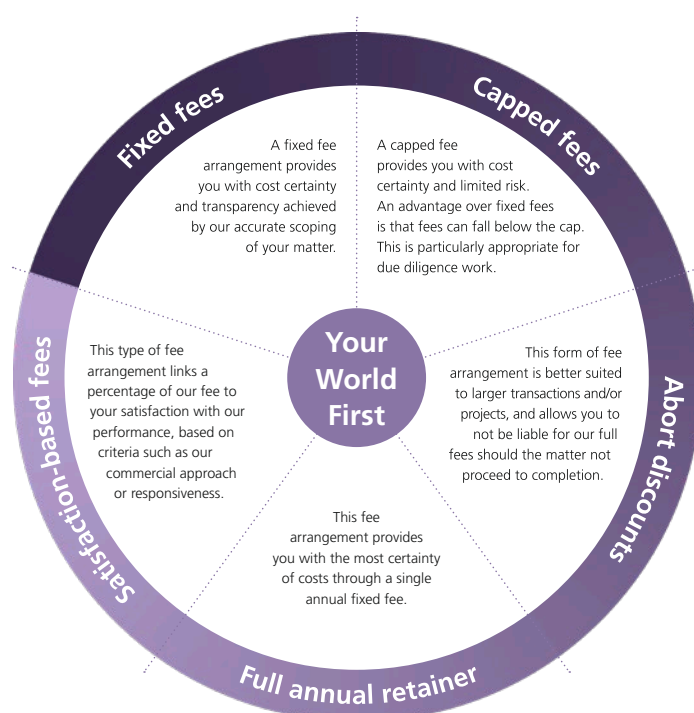 Fixed fees
A fixed fee
arrangement provides
you with cost certainty
and transparency achieved
by our accurate scoping
of your matter.
Capped fees
A capped fee
provides you with cost
certainty and limited risk.
An advantage over fixed fees
is that fees can fall below the cap.
This is particularly appropriate for
due diligence work.
Satisfaction-based fees
This type of fee
arrangement links a
percentage of our fee to
your satisfaction with our
performance, based on
criteria such as our
commercial approach
or responsiveness.
Your
World
First
Abort discounts
This form of fee
arrangement is better suited
to larger transactions and/or
projects, and allows you to
not be liable for our full
fees should the matter not
proceed to completion.
This fee
arrangement provides
you with the most certainty
of costs through a single
annual fixed fee.
Full annual retainer